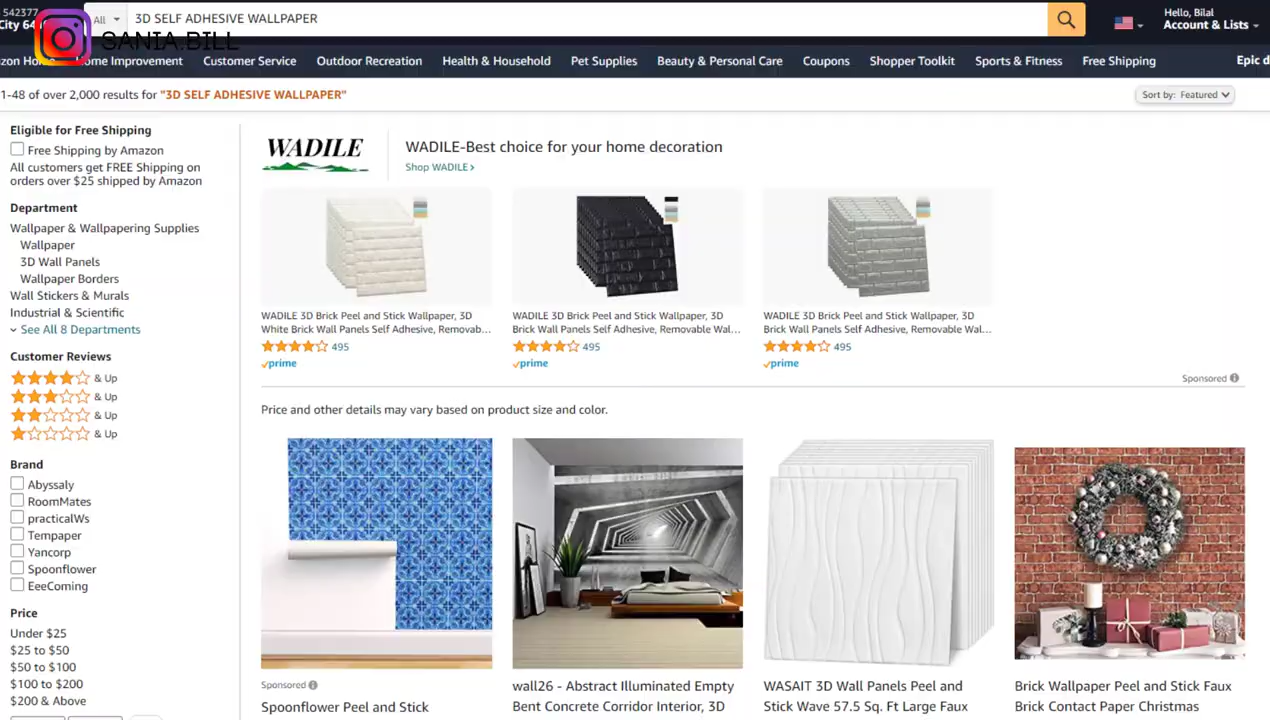 542377
City 64
All
3D SELF ADHESIVE WALLPAPER
Hello, Bilal
Account & Lists
SANIA.BILL
zon Home
Home Improvement
Customer Service
Outdoor Recreation
Health & Household
Pet Supplies
Beauty & Personal Care
Coupons
Shopper Toolkit
Sports & Fitness
Free Shipping
Epic d
1-48 of over 2,000 results for "3D SELF ADHESIVE WALLPAPER"
Sort by: Featured
Eligible for Free Shipping
Free Shipping by Amazon
All customers get FREE Shipping on
orders over $25 shipped by Amazon
Department
Wallpaper & Wallpapering Supplies
Wallpaper
3D Wall Panels
Wallpaper Borders
Wall Stickers & Murals
Industrial & Scientific
See All 8 Departments
Customer Reviews
& Up
& Up
& Up
& Up
Brand
Abyssaly
RoomMates
practicalWs
Tempaper
Yancorp
Spoonflower
EeeComing
Price
Under $25
$25 to $50
$50 to $100
$100 to $200
$200 & Above
WADILE
WADILE-Best choice for your home decoration
Shop WADILE ›
WADILE 3D Brick Peel and Stick Wallpaper, 3D
White Brick Wall Panels Self Adhesive, Removab...
495
prime
WADILE 3D Brick Peel and Stick Wallpaper, 3D
Brick Wall Panels Self Adhesive, Removable Wal...
495
prime
WADILE 3D Brick Peel and Stick Wallpaper, 3D
Brick Wall Panels Self Adhesive, Removable Wal...
495
prime
Sponsored
Price and other details may vary based on product size and color.
Sponsored
Spoonflower Peel and Stick
wall26 - Abstract Illuminated Empty
Bent Concrete Corridor Interior, 3D
WASAIT 3D Wall Panels Peel and
Stick Wave 57.5 Sq. Ft Large Faux
Brick Wallpaper Peel and Stick Faux
Brick Contact Paper Christmas